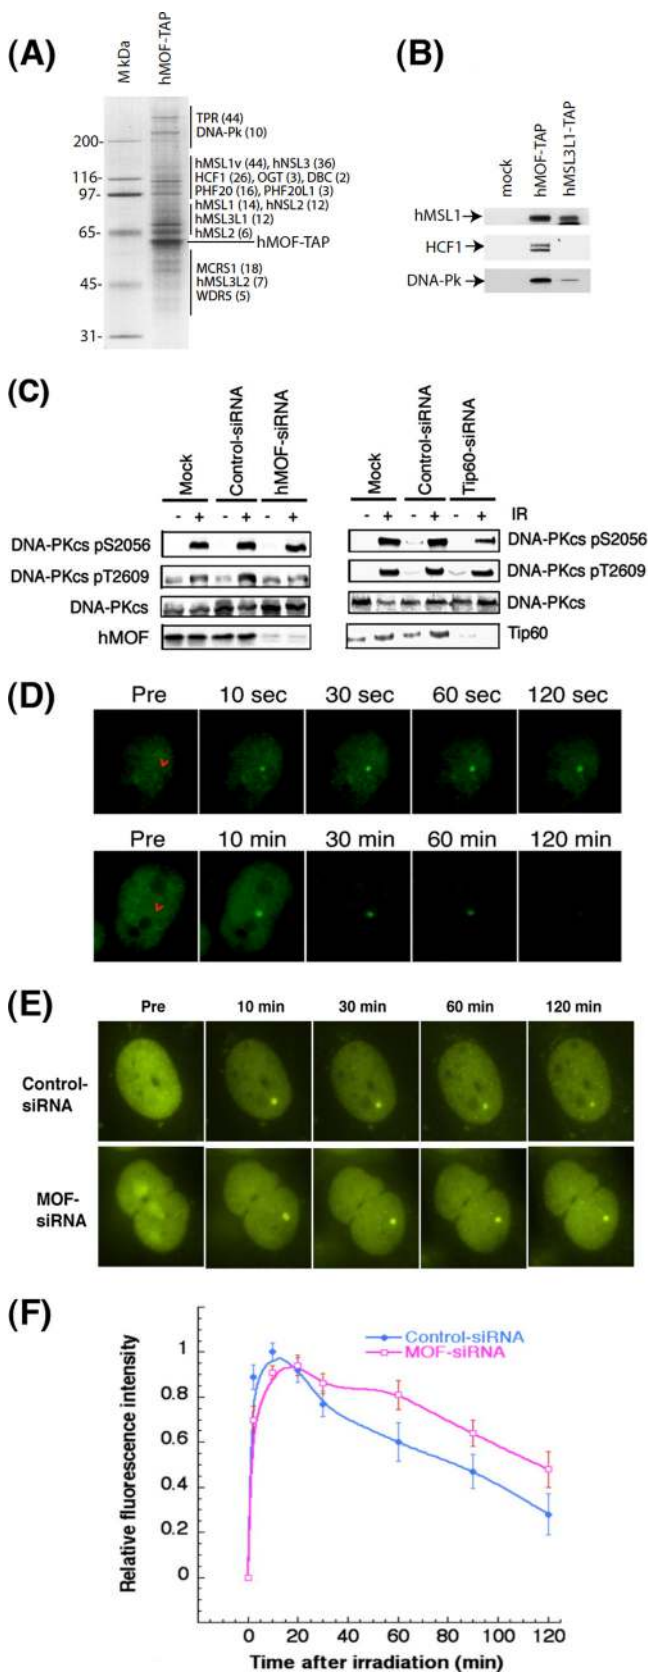 (A)
M kDa
hMOF-TAP
200-
116-
97-
65-
45-
31-
TPR (44)
DNA-Pk (10)
hMSL1v (44), hNSL3 (36)
HCF1 (26), OGT (3), DBC (2)
PHF20 (16), PHF20L1 (3)
hMSL1 (14), hNSL2 (12)
hMSL3L1 (12)
hMSL2 (6)
hMOF-TAP
MCRS1 (18)
hMSL3L2 (7)
WDR5 (5)
(B)
mock
hMOF-TAP
hMSL3L1-TAP
hMSL1
HCF1
DNA-Pk
(C)
Mock
Control-siRNA
hMOF-siRNA
- + - + - +
DNA-PKcs pS2056
DNA-PKcs pT2609
DNA-PKcs
hMOF
Mock
Control-siRNA
Tip60-siRNA
- + - + - + IR
DNA-PKcs pS2056
DNA-PKcs pT2609
DNA-PKcs
Tip60
(D)
Pre 10 sec 30 sec 60 sec 120 sec
Pre 10 min 30 min 60 min 120 min
(E)
Pre 10 min 30 min 60 min 120 min
Control-
siRNA
MOF-
siRNA
(F)
Relative fluorescence intensity
1
0.8
0.6
0.4
0.2
0
Control-siRNA
MOF-siRNA
0 20 40 60 80 100 120
Time after irradiation (min)